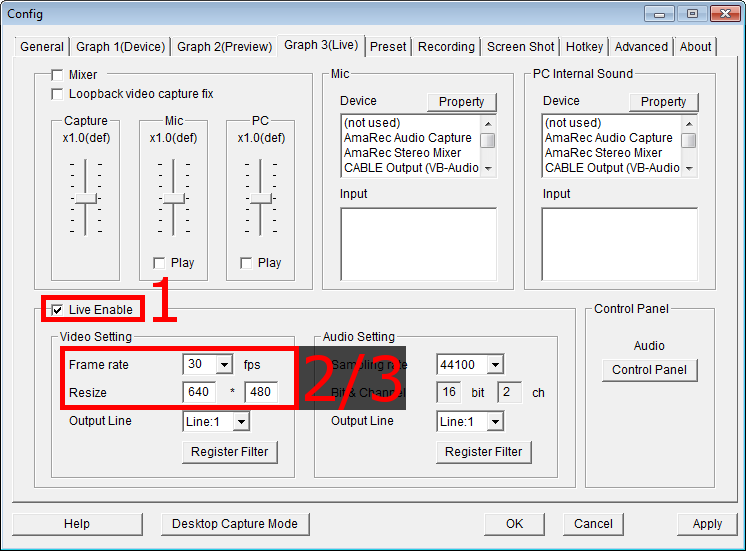 Config
General Graph 1(Device) Graph 2(Preview) Graph 3(Live) Preset Recording Screen Shot Hotkey Advanced About
Mixer
Loopback video capture fix
Capture Mic PC
x1.0(def) x1.0(def) x1.0(def)
Play Play
Mic
Device Property
(not used)
AmaRec Audio Capture
AmaRec Stereo Mixer
CABLE Output (VB-Audio
Input
PC Internal Sound
Device Property
(not used)
AmaRec Audio Capture
AmaRec Stereo Mixer
CABLE Output (VB-Audio
Input
Live Enable
1
Video Setting
Frame rate 30 fps
Resize 640 * 480
Output Line Line:1
Register Filter
2/3
Audio Setting
Sampling rate 44100
Bit & Channel 16 bit 2 ch
Output Line Line:1
Register Filter
Control Panel
Audio
Control Panel
Help Desktop Capture Mode OK Cancel Apply